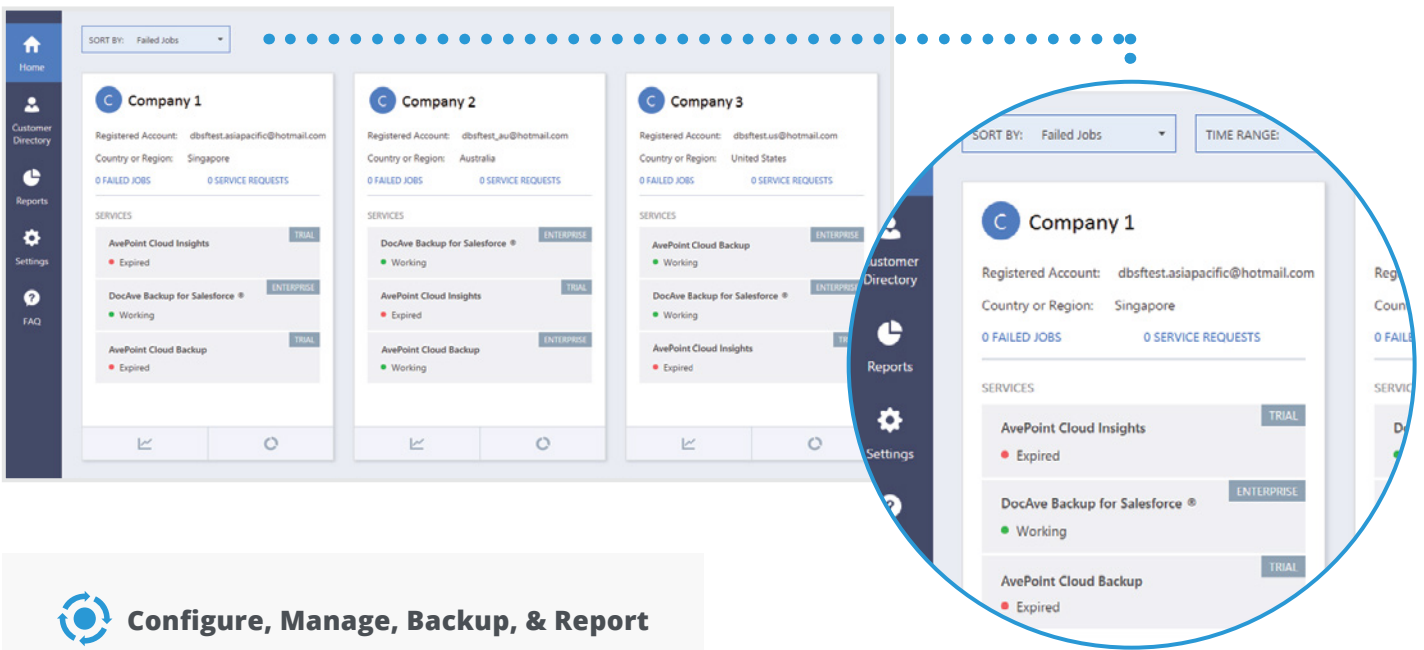 Home
Customer
Directory
Reports
Settings
FAQ
SORT BY: Failed Jobs
C Company 1
Registered Account: dbsftest.asiapacific@hotmail.com
Country or Region: Singapore
0 FAILED JOBS 0 SERVICE REQUESTS
SERVICES
TRIAL
AvePoint Cloud Insights
Expired
ENTERPRISE
DocAve Backup for Salesforce ®
Working
TRIAL
AvePoint Cloud Backup
Expired
C Company 2
Registered Account: dbsftest_au@hotmail.com
Country or Region: Australia
0 FAILED JOBS 0 SERVICE REQUESTS
SERVICES
ENTERPRISE
DocAve Backup for Salesforce ®
Working
TRIAL
AvePoint Cloud Insights
Expired
ENTERPRISE
AvePoint Cloud Backup
Working
C Company 3
Registered Account: dbsftest.us@hotmail.com
Country or Region: United States
0 FAILED JOBS 0 SERVICE REQUESTS
SERVICES
ENTERPRISE
AvePoint Cloud Backup
Working
ENTERPRISE
DocAve Backup for Salesforce ®
Working
AvePoint Cloud Insights
Expired
SORT BY: Failed Jobs
TIME RANGE:
ustomer
Directory
Reports
Settings
C Company 1
Registered Account: dbsftest.asiapacific@hotmail.com
Country or Region: Singapore
0 FAILED JOBS 0 SERVICE REQUESTS
SERVICES
TRIAL
AvePoint Cloud Insights
Expired
ENTERPRISE
DocAve Backup for Salesforce ®
Working
TRIAL
AvePoint Cloud Backup
Expired
Configure, Manage, Backup, & Report